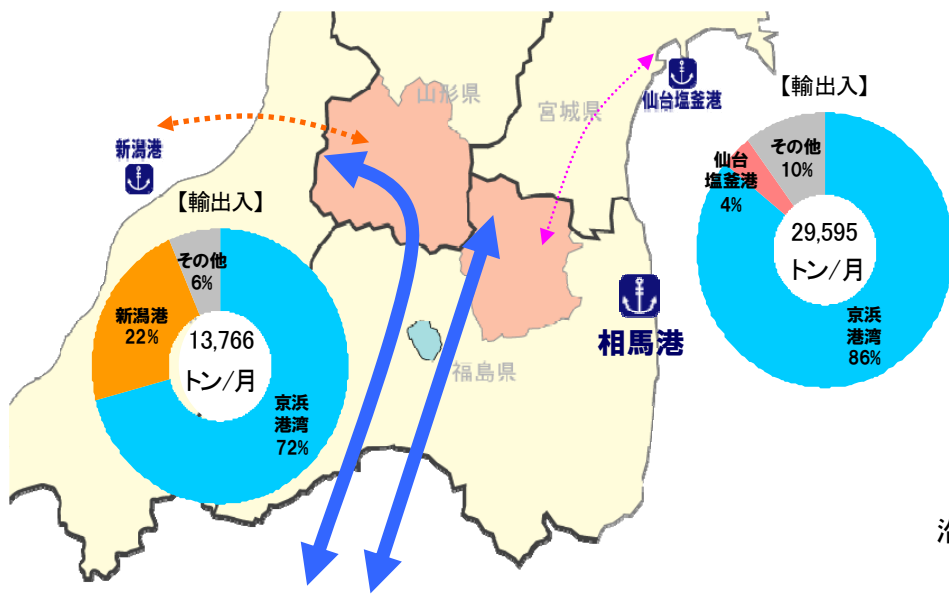 山形県
宮城県
仙台塩釜港
新潟港
【輸出入】
その他
10%
仙台
塩釜港
4%
29,595
トン/月
京浜
港湾
86%
【輸出入】
その他
6%
新潟港
22%
13,766
トン/月
京浜
港湾
72%
相馬港
福島県